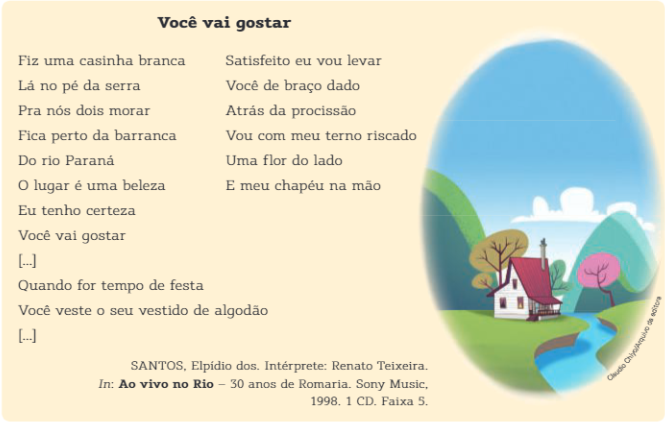 Você vai gostar
Fiz uma casinha branca
Lá no pé da serra
Pra nós dois morar
Fica perto da barranca
Do rio Paraná
O lugar é uma beleza
Eu tenho certeza
Você vai gostar
[...]
Quando for tempo de festa
Você veste o seu vestido de algodão
[...]
Satisfeito eu vou levar
Você de braço dado
Atrás da procissão
Vou com meu terno riscado
Uma flor do lado
E meu chapéu na mão
SANTOS, Elpídio dos. Intérprete: Renato Teixeira.
In: Ao vivo no Rio – 30 anos de Romaria. Sony Music,
1998. 1 CD. Faixa 5.
Claudio Chiyo/Arquivo da editora